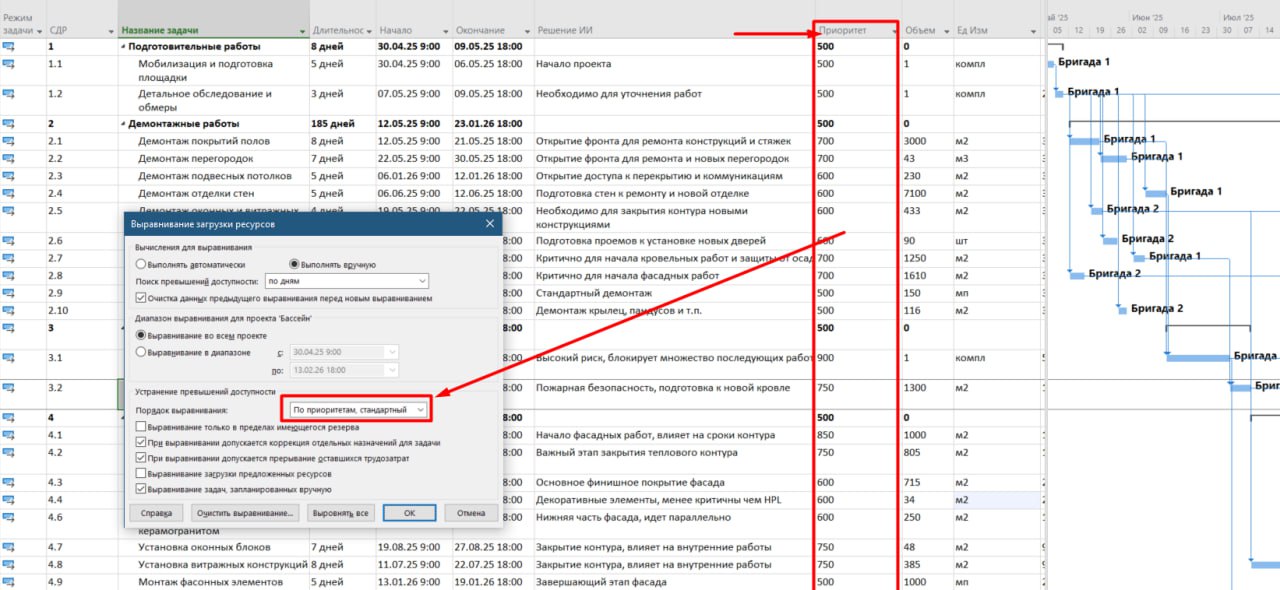 Режим задачи СДР Название задачи Длительнос Начало Окончание Решение ИИ Приоритет Объем Ед Изм
ай '25 Июн '25 Июл '25
05 12 19 26 02 09 16 23 30 07 14
1 Подготовительные работы 8 дней 30.04.25 9:00 09.05.25 18:00 500 0
1.1 Мобилизация и подготовка площадки 5 дней 30.04.25 9:00 06.05.25 18:00 Начало проекта 500 1 компл
Бригада 1
1.2 Детальное обследование и обмеры 3 дней 07.05.25 9:00 09.05.25 18:00 Необходимо для уточнения работ 500 1 компл
Бригада 1
2 Демонтажные работы 185 дней 12.05.25 9:00 23.01.26 18:00 500 0
2.1 Демонтаж покрытий полов 8 дней 12.05.25 9:00 21.05.25 18:00 Открытие фронта для ремонта конструкций и стяжек 700 3000 м2
Бригада 1
2.2 Демонтаж перегородок 7 дней 22.05.25 9:00 30.05.25 18:00 Открытие фронта для ремонта и новых перегородок 700 43 м3
Бригада 1
2.3 Демонтаж подвесных потолков 5 дней 06.01.26 9:00 12.01.26 18:00 Открытие доступа к перекрытию и коммуникациям 600 230 м2
2.4 Демонтаж отделки стен 5 дней 06.06.25 9:00 12.06.25 18:00 Подготовка стен к ремонту и новой отделке 600 7100 м2
Бригада 1
2.5 Демонтаж оконных и витражных 4 дней 19.05.25 9:00 22.05.25 18:00 Необходимо для закрытия контура новыми конструкциями 600 433 м2
Бригада 2
2.6 8:00 Подготовка проемов к установке новых дверей 600 90 шт
Бригада 2
2.7 8:00 Критично для начала кровельных работ и защиты от осад 700 1250 м2
Бригада 1
2.8 8:00 Критично для начала фасадных работ 700 1610 м2
Бригада 2
2.9 8:00 Стандартный демонтаж 500 150 мп
2.10 8:00 Демонтаж крылец, пандусов и т.п. 500 116 м2
Бригада 2
3 8:00 500 0
3.1 8:00 Высокий риск, блокирует множество последующих работ 900 1 компл
Бригада
3.2 8:00 Пожарная безопасность, подготовка к новой кровле 750 1300 м2
Бриг
4 8:00 500 0
4.1 8:00 Начало фасадных работ, влияет на сроки контура 850 1000 м2
4.2 8:00 Важный этап закрытия теплового контура 750 805 м2
4.3 8:00 Основное финишное покрытие фасада 600 715 м2
4.4 8:00 Декоративные элементы, менее критичны чем HPL 600 34 м2
4.6 8:00 Нижняя часть фасада, идет параллельно 600 250 м2
керамогранитом
4.7 Установка оконных блоков 7 дней 19.08.25 9:00 27.08.25 18:00 Закрытие контура, влияет на внутренние работы 750 48 м2
4.8 Установка витражных конструкций 8 дней 11.07.25 9:00 22.07.25 18:00 Закрытие контура, влияет на внутренние работы 750 385 м2
4.9 Монтаж фасонных элементов 5 дней 13.01.26 9:00 19.01.26 18:00 Завершающий этап фасада 500 1000 мп
Выравнивание загрузки ресурсов
Вычисления для выравнивания
Выполнять автоматически Выполнять вручную
Поиск превышений доступности: по дням
Очистка данных предыдущего выравнивания перед новым выравниванием
Диапазон выравнивания для проекта 'Бассейн'
Выравнивание во всем проекте
Выравнивание в диапазоне с: 30.04.25 9:00
по: 13.02.26 18:00
Устранение превышений доступности
Порядок выравнивания: По приоритетам, стандартный
Выравнивание только в пределах имеющегося резерва
При выравнивании допускается коррекция отдельных назначений для задачи
При выравнивании допускается прерывание оставшихся трудозатрат
Выравнивание загрузки предложенных ресурсов
Выравнивание задач, запланированных вручную
Справка Очистить выравнивание... Выровнять все ОК Отмена